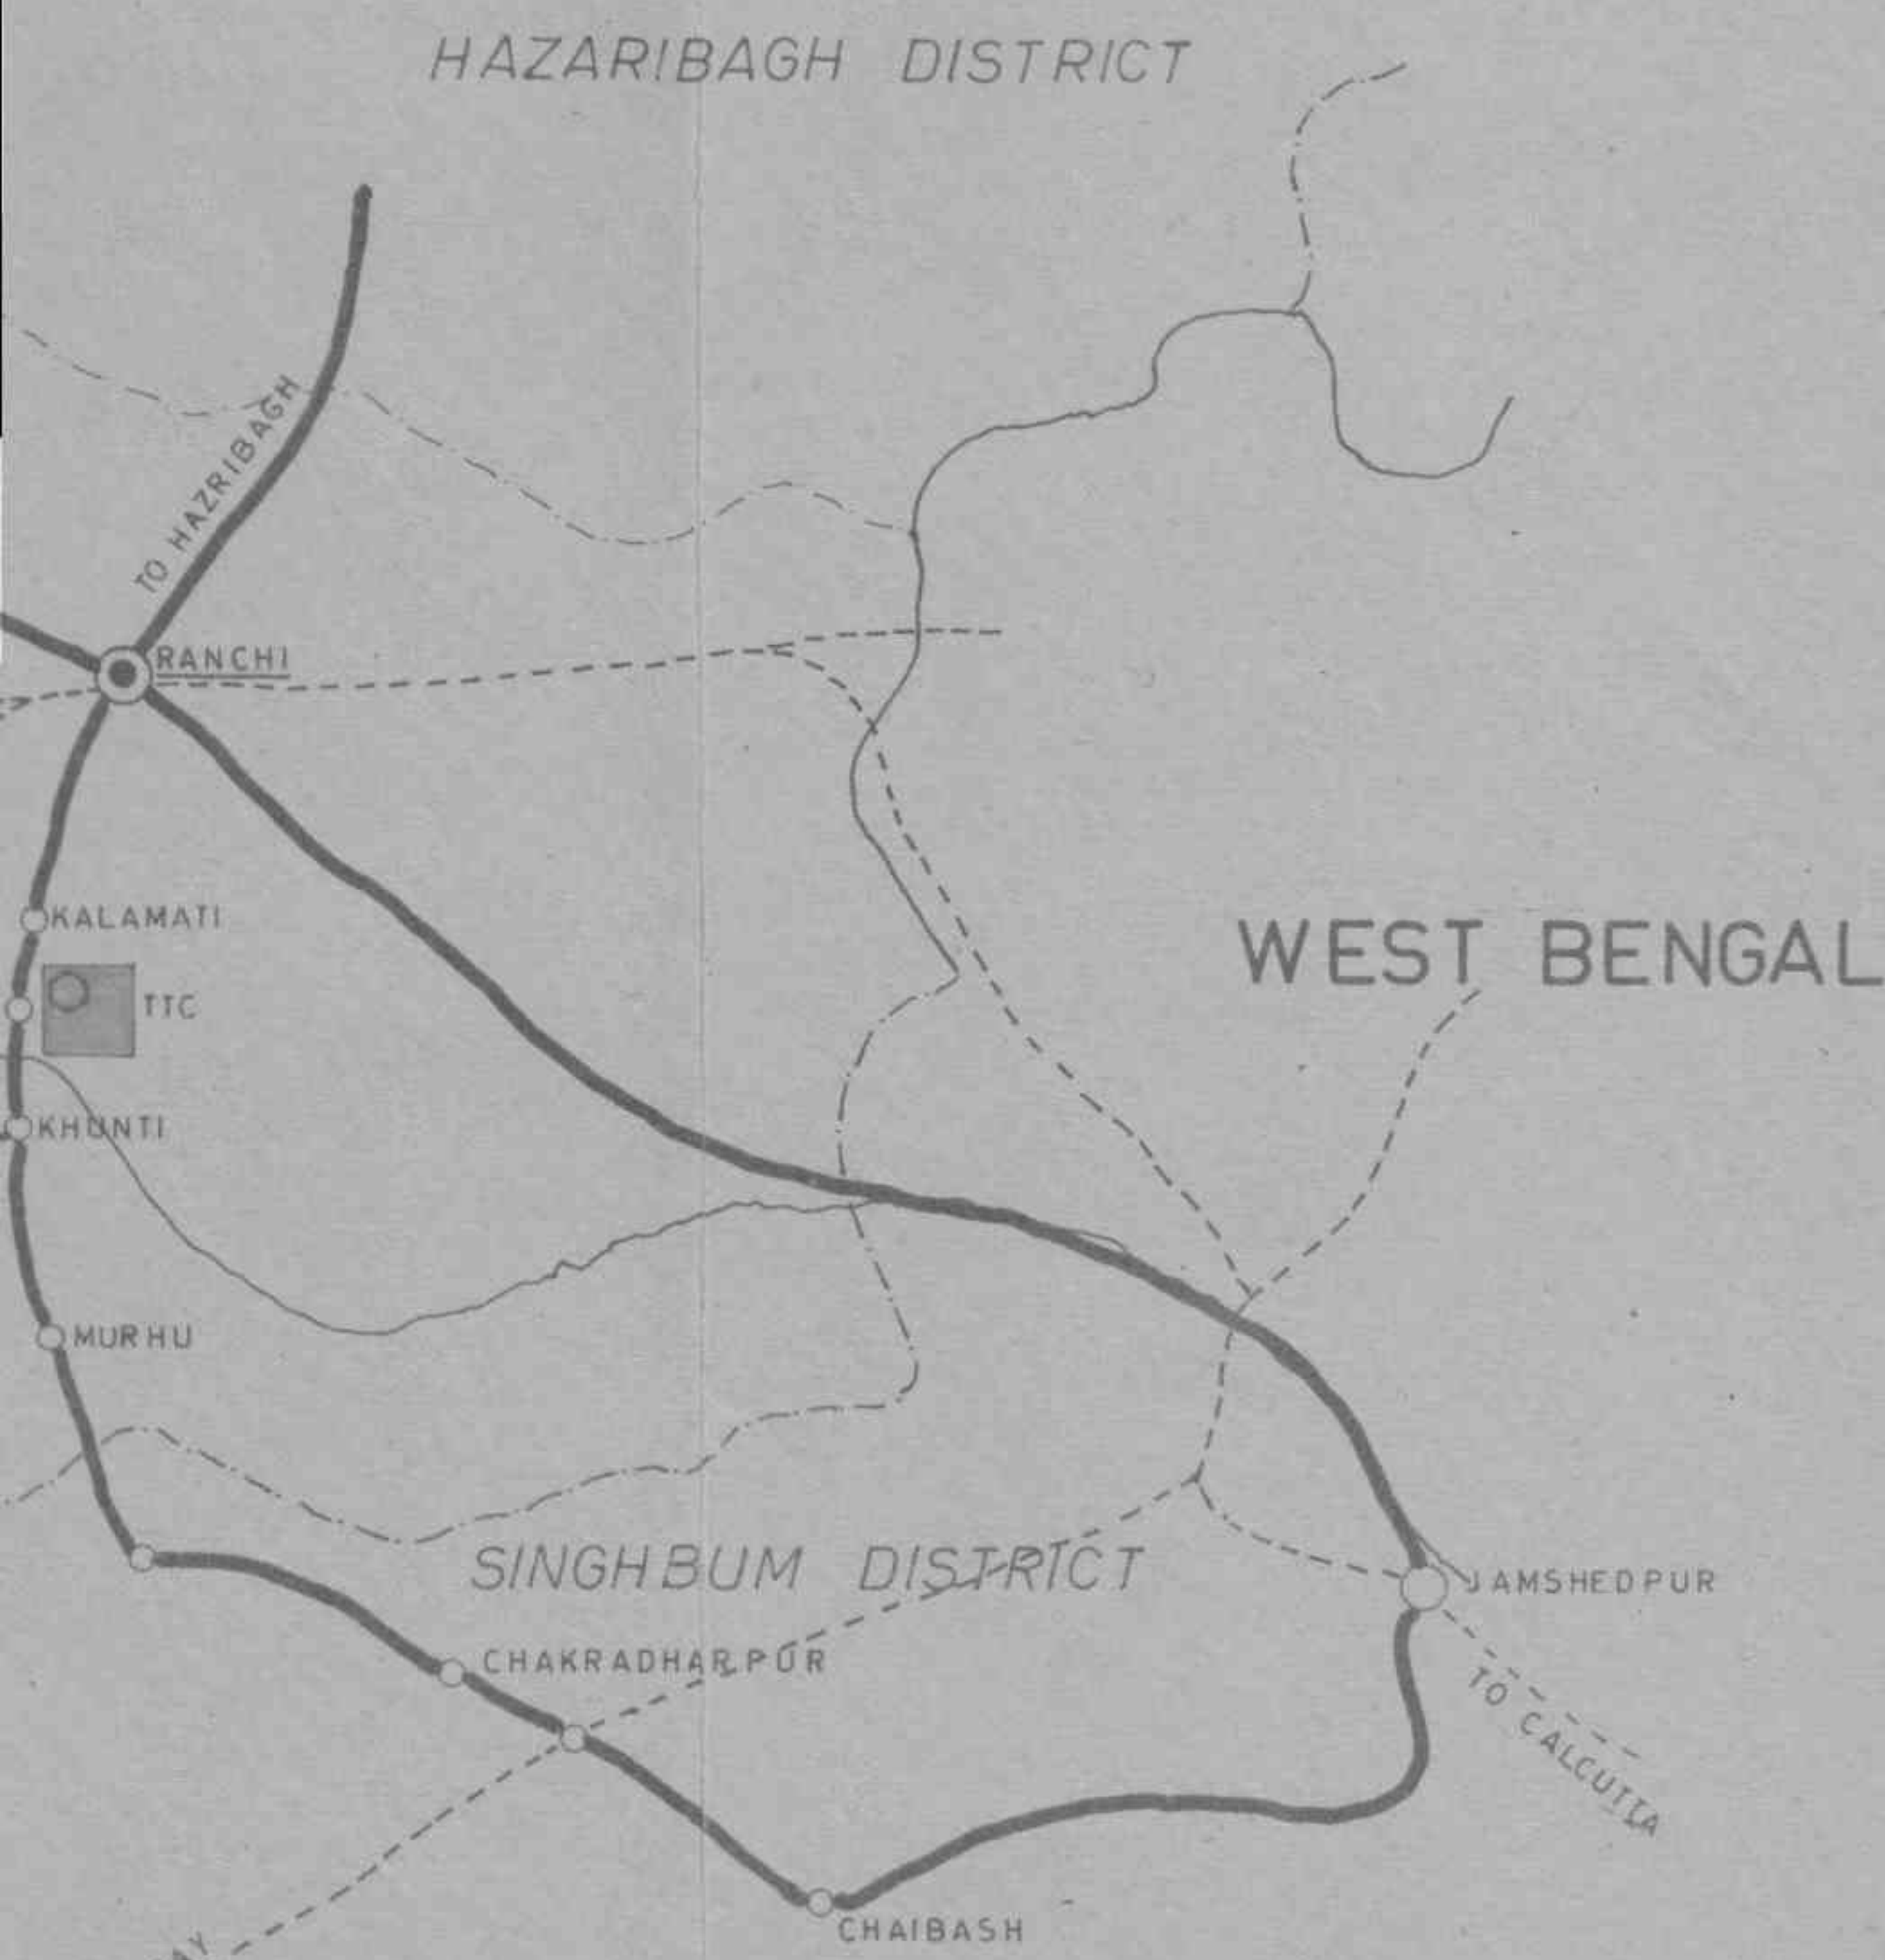 HAZARIBAGH DISTRICT
TO HAZRIBAGH
RANCHI
KALAMATI
WEST BENGAL
TTC
KHUNTI
MURHU
SINGHBUM DISTRICT
JAMSHEDPUR
CHAKRADHARPUR
TO CALCUTTA
CHAIBASH